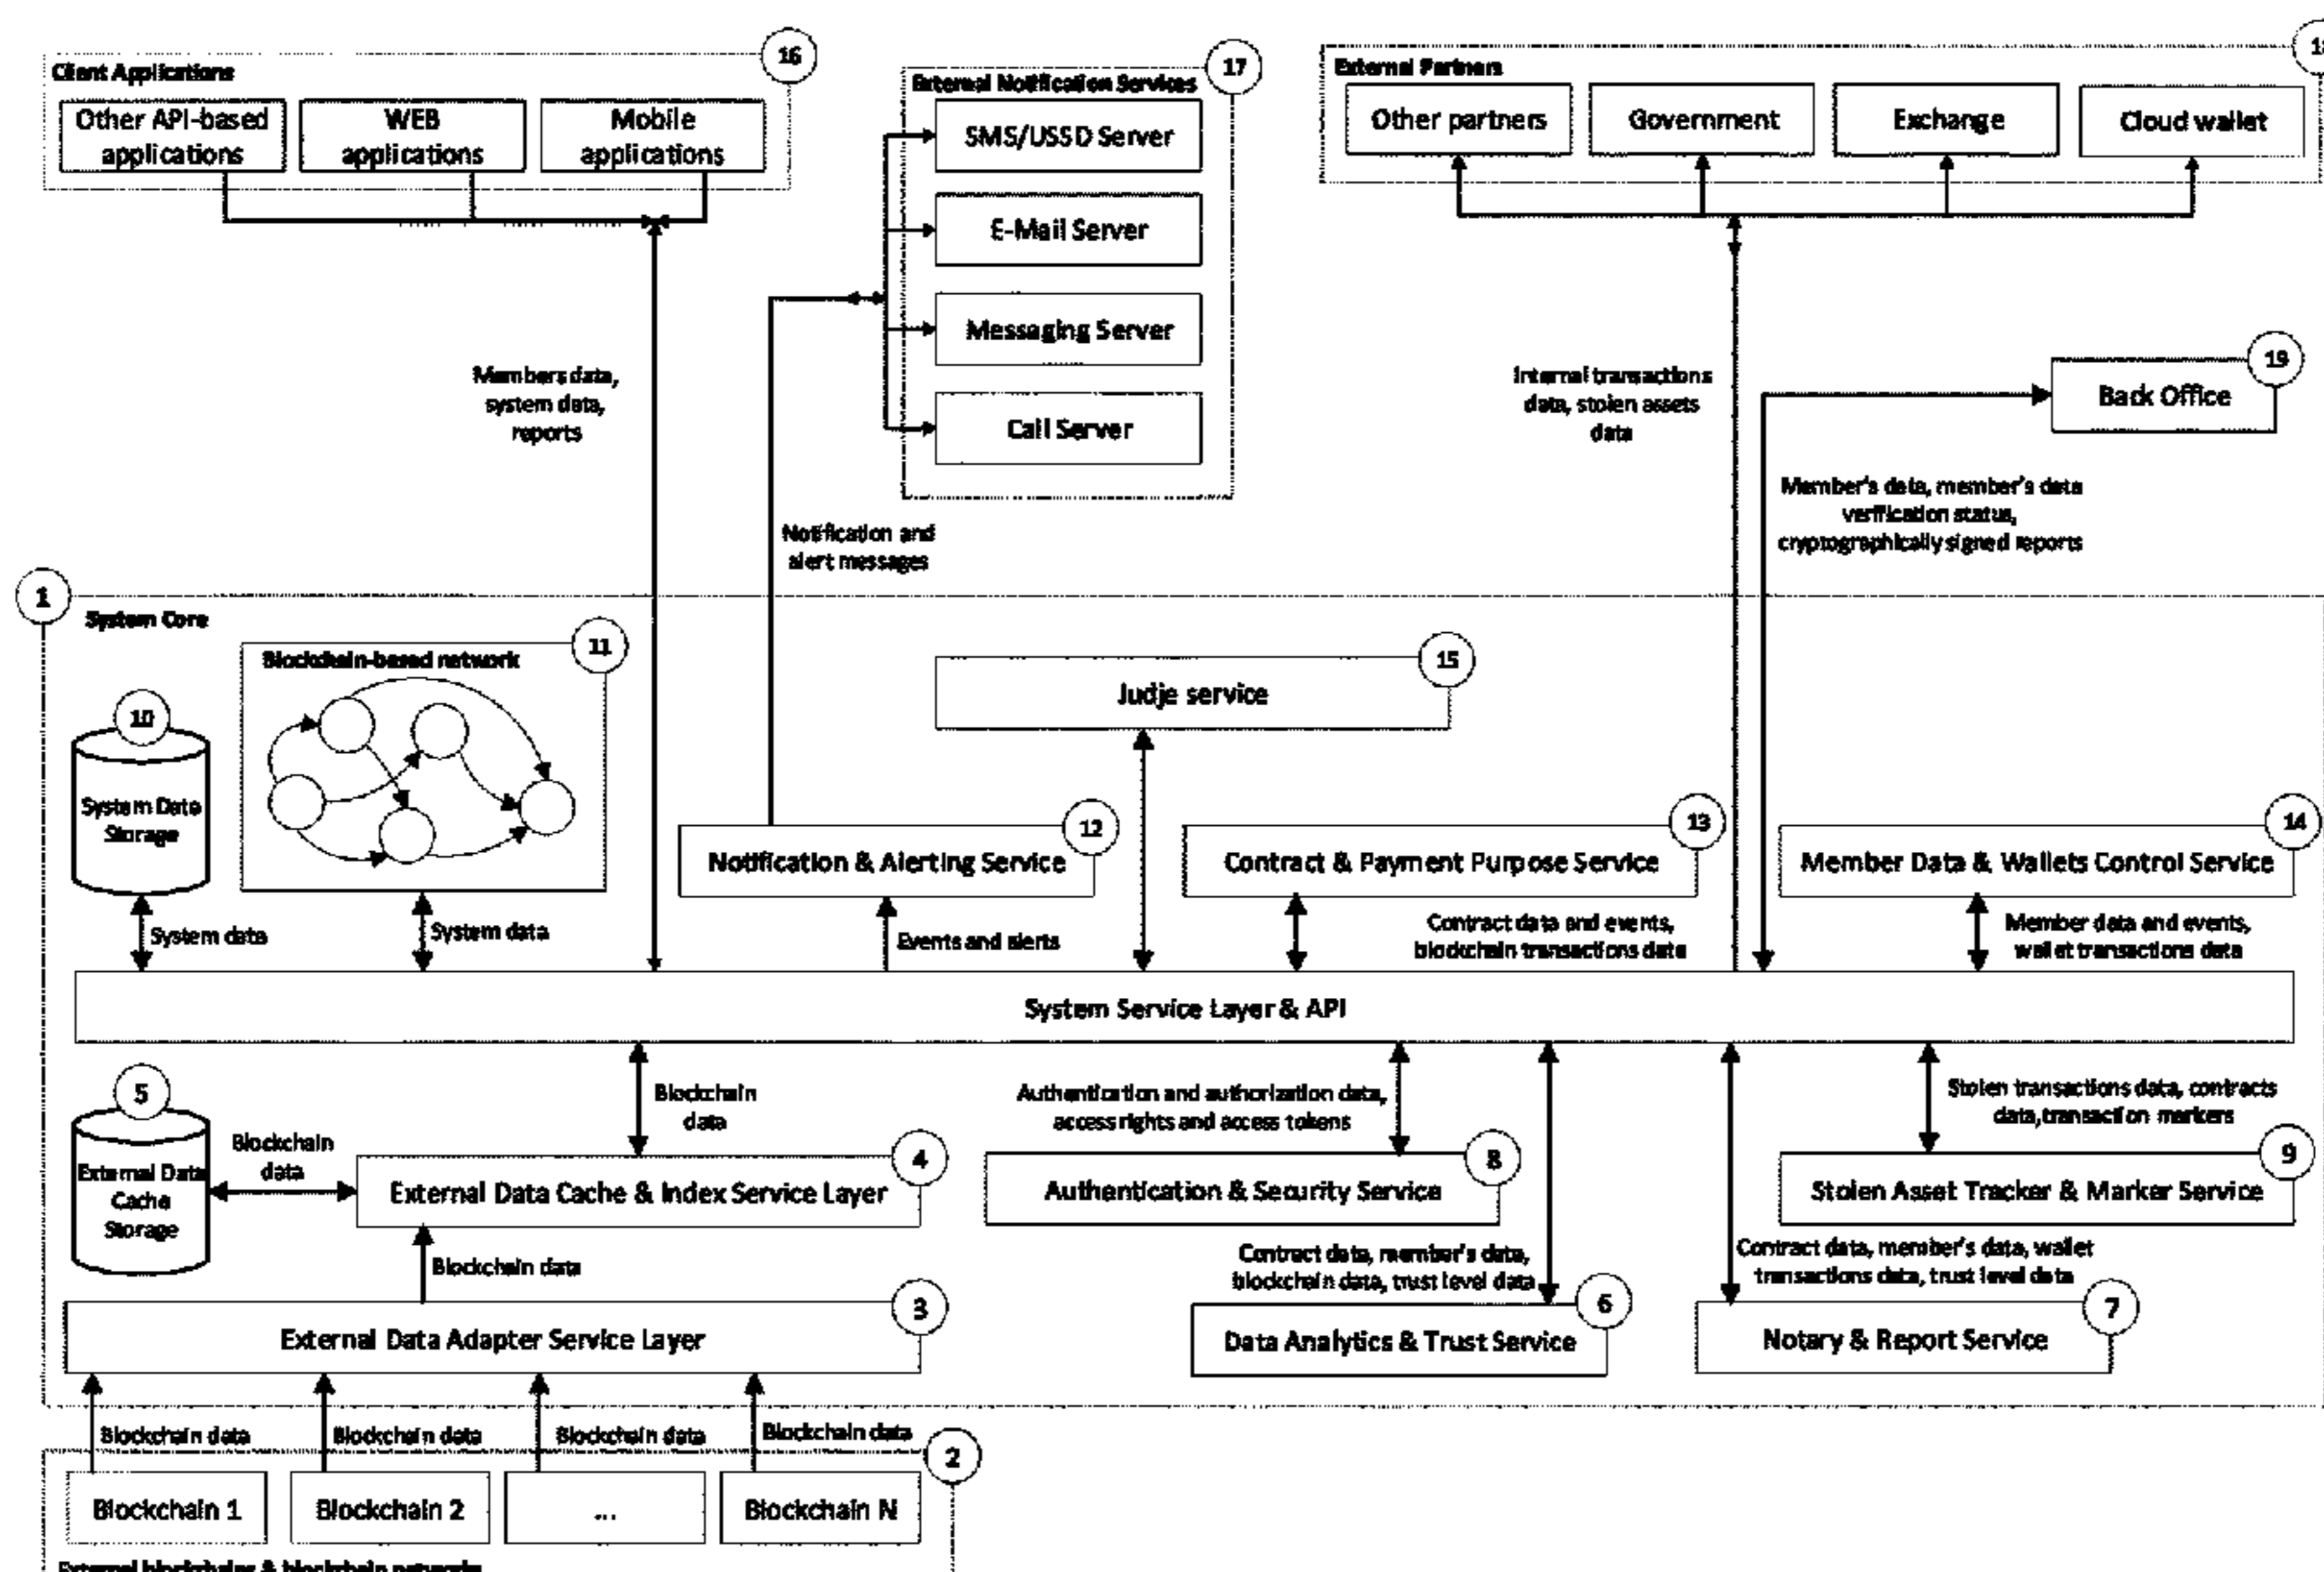 16
Client Applications
Other API-based
applications
WEB
applications
Mobile
applications
17
External Notification Services
SMS/USSD Server
E-Mail Server
Messaging Server
Call Server
External Partners
Other partners
Government
Exchange
Cloud wallet
Members data,
system data,
reports
Notification and
alert messages
Internal transactions
data, stolen assets
data
19
Back Office
Member's data, member's data
verification status,
cryptographically signed reports
1
System Core
11
Blockchain-based network
10
System Data
Storage
15
Judje service
12
Notification & Alerting Service
13
Contract & Payment Purpose Service
14
Member Data & Wallets Control Service
System data
System data
Events and alerts
Contract data and events,
blockchain transactions data
Member data and events,
wallet transactions data
System Service Layer & API
5
External Data
Cache
Storage
Blockchain
data
Blockchain
data
4
External Data Cache & Index Service Layer
Authentication and authorization data,
access rights and access tokens
8
Authentication & Security Service
Stolen transactions data, contracts
data,transaction markers
9
Stolen Asset Tracker & Marker Service
Blockchain data
3
External Data Adapter Service Layer
Contract data, member's data,
blockchain data, trust level data
6
Data Analytics & Trust Service
Contract data, member's data, wallet
transactions data, trust level data
7
Notary & Report Service
Blockchain data
Blockchain data
Blockchain data
Blockchain data
2
Blockchain 1
Blockchain 2
...
Blockchain N
External blockchains & blockchain networks